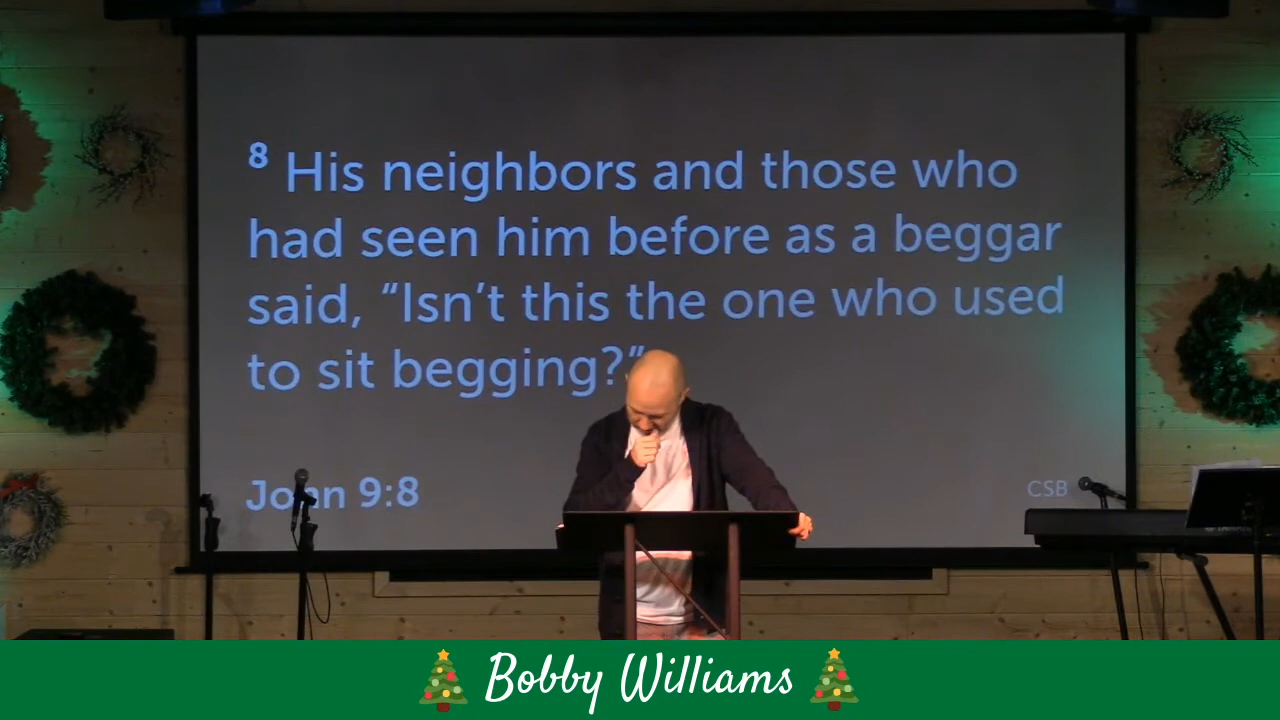 8 His neighbors and those who
had seen him before as a beggar
said, “Isn’t this the one who used
to sit begging?”
John 9:8
CSB
Bobby Williams